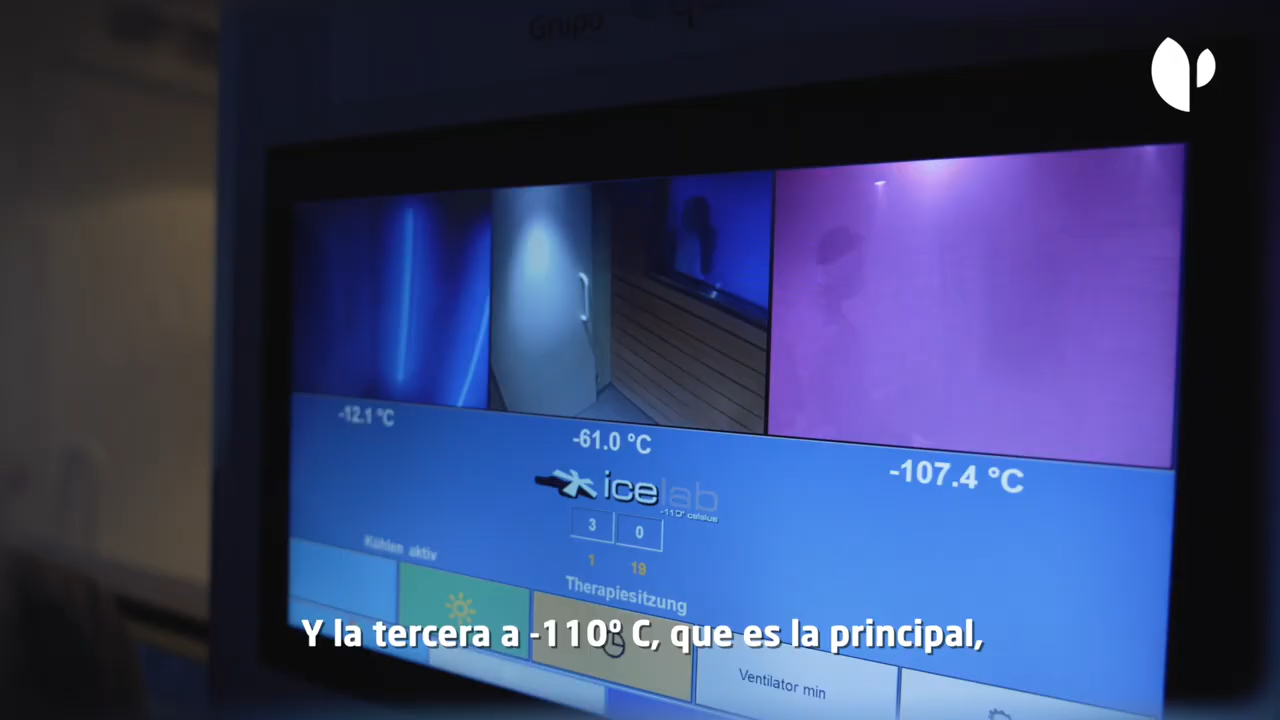 Grupo
-12.1 °C
-61.0 °C
-107.4 °C
icelab
-110° celsius
3 0
1 19
Kühlen aktiv
Therapiesitzung
Y la tercera a -110º C, que es la principal,
Ventilator min